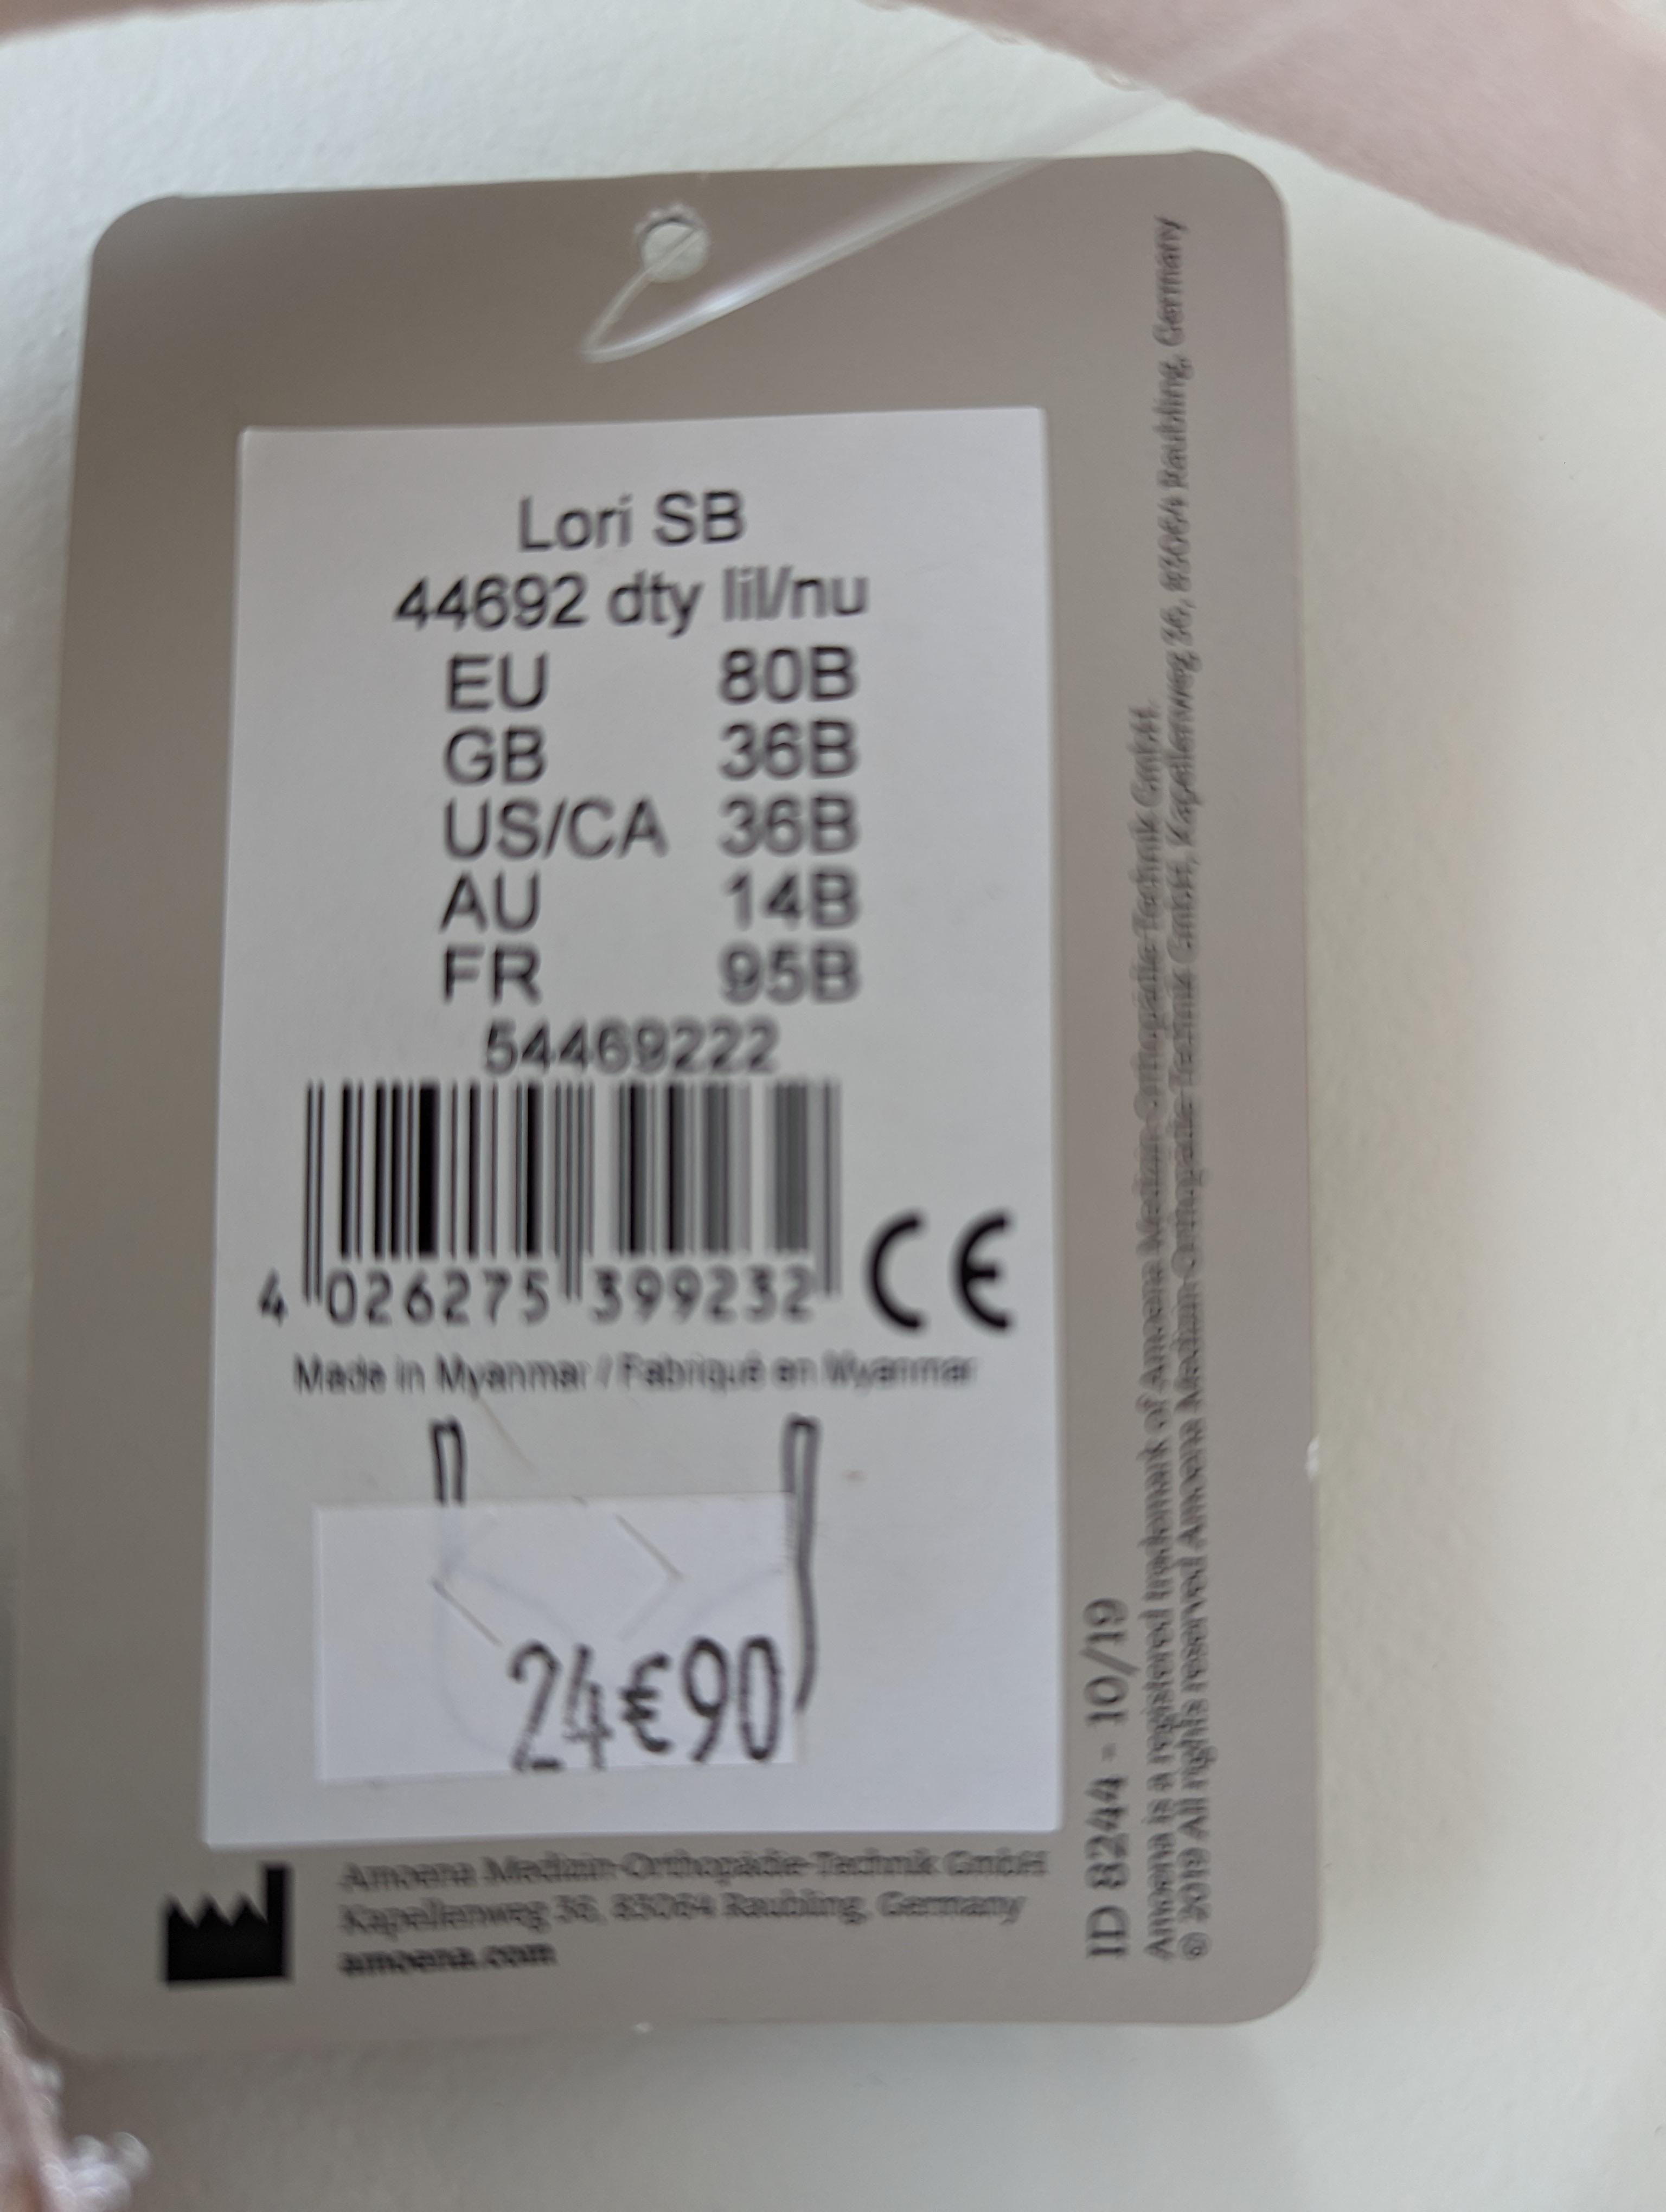 Lori SB
44692 dty lil/nu
EU 80B
GB 36B
US/CA 36B
AU 14B
FR 95B
54469222
4 026275 399232
CE
Made in Myanmar / Fabriqué en Myanmar
24€90
Amoena Medizin-Orthopädie-Technik GmbH
Kapellenweg 36, 83064 Raubling, Germany
amoena.com
ID 8244 - 10/19
Amoena is a registered trademark of Amoena Medizin-Orthopädie-Technik GmbH.
© 2019 All rights reserved Amoena Medizin-Orthopädie-Technik GmbH, Kapellenweg 36, 83064 Raubling, Germany